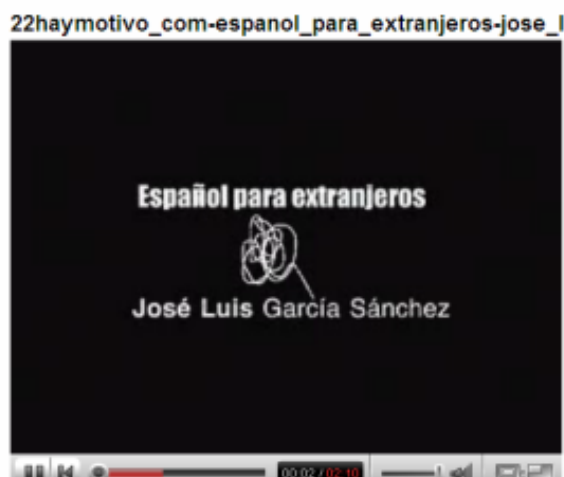 22haymotivo_com-espanol_para_extranjeros-jose_l
Español para extranjeros
José Luis García Sánchez
00:02 / 02:10